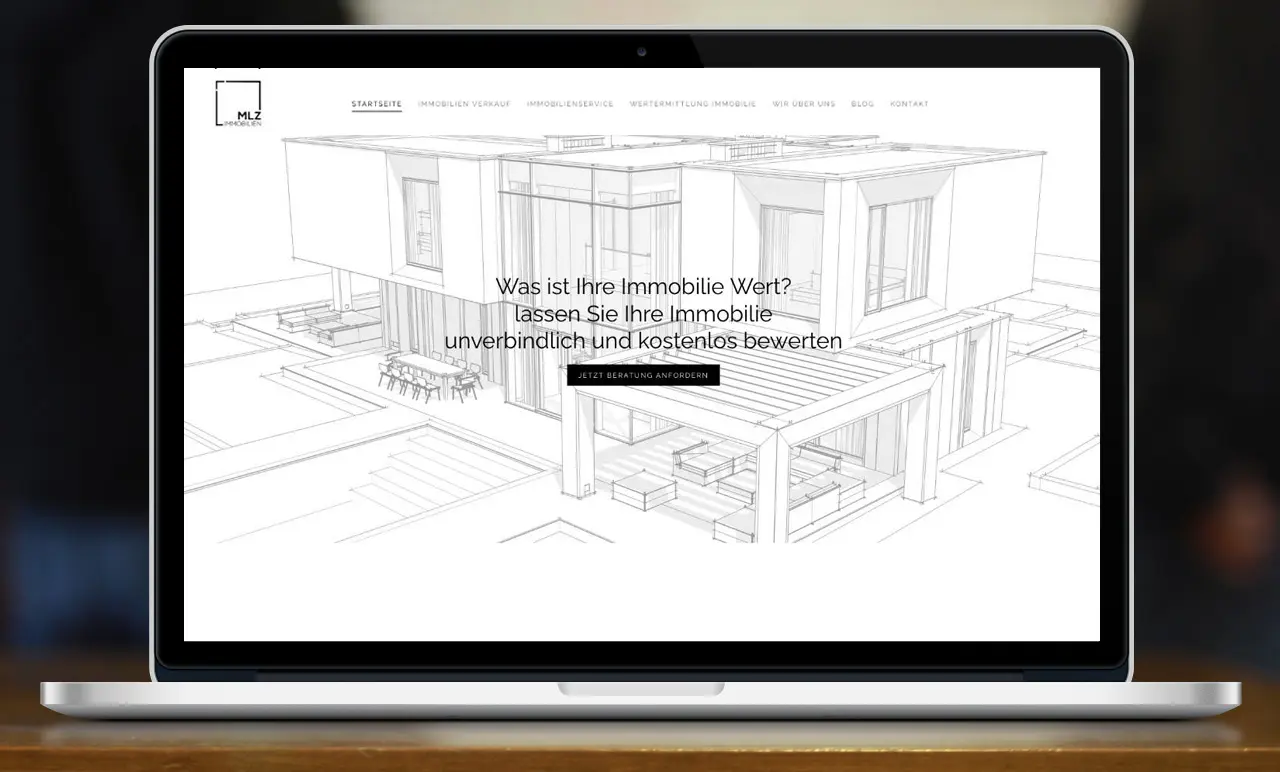 MLZ
IMMOBILIEN
STARTSEITE IMMOBILIEN VERKAUF IMMOBILIENSERVICE WERTERMITTLUNG IMMOBILIE WIR ÜBER UNS BLOG KONTAKT
Was ist Ihre Immobilie Wert?
lassen Sie Ihre Immobilie
unverbindlich und kostenlos bewerten
JETZT BERATUNG ANFORDERN